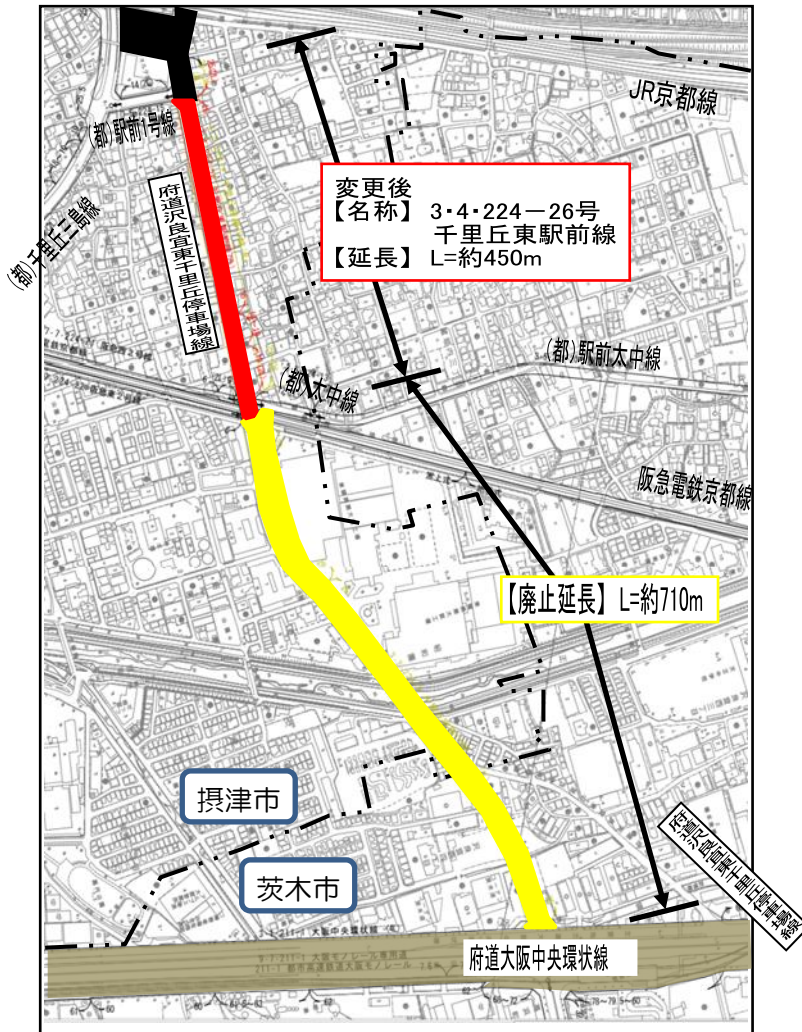 JR京都線
(都)駅前1号線
変更後
【名称】 3・4・224－26号
千里丘東駅前線
【延長】 L=約450m
府道沢良宜東千里丘停車場線
(都)千里丘三島線
(都)駅前太中線
(都)太中線
阪急電鉄京都線
【廃止延長】 L=約710m
摂津市
茨木市
府道沢良宜東千里丘停車場線
府道大阪中央環状線